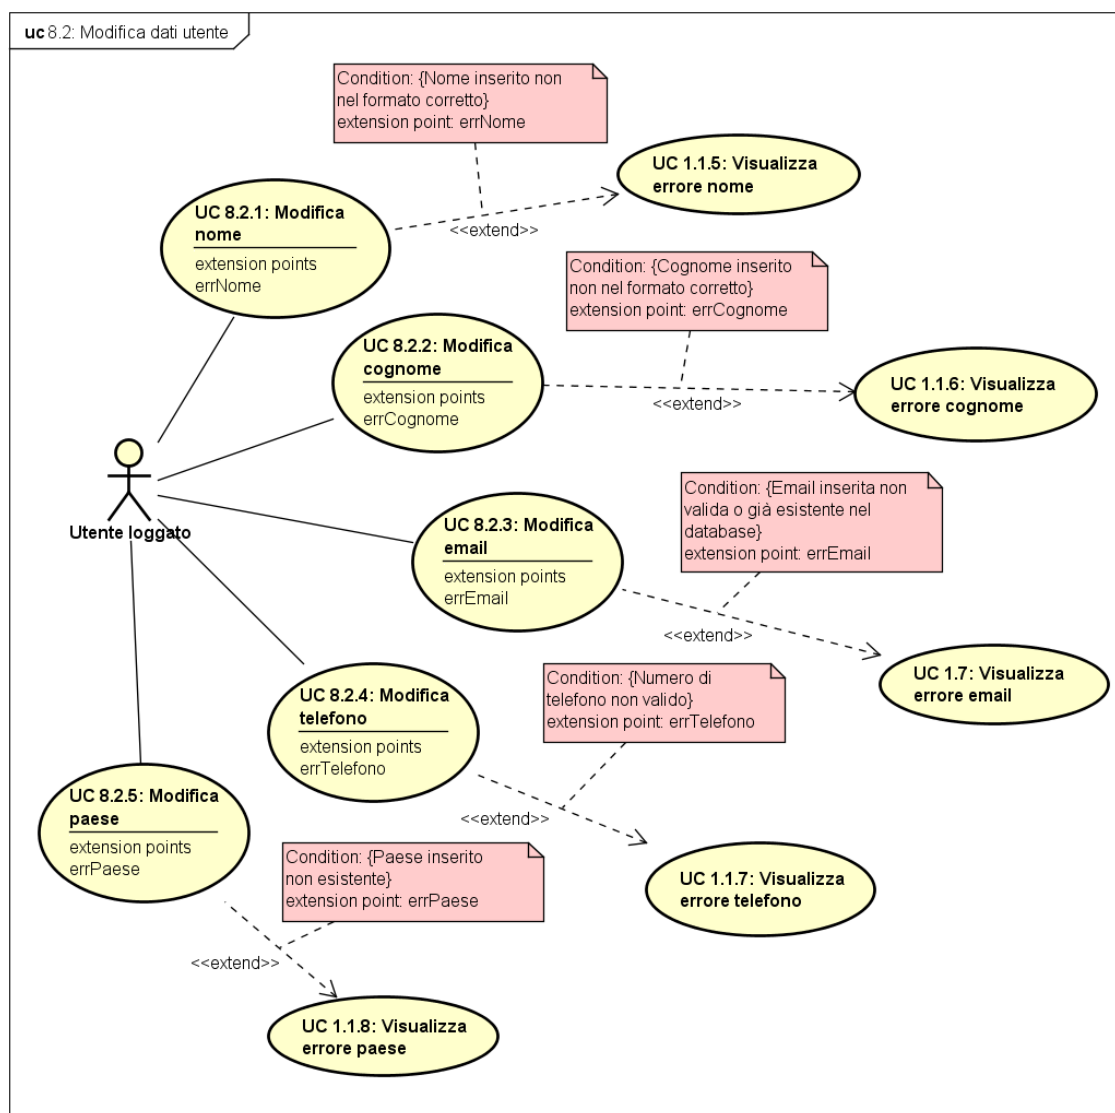 uc 8.2: Modifica dati utente
Condition: {Nome inserito non
nel formato corretto}
extension point: errNome
UC 1.1.5: Visualizza
errore nome
UC 8.2.1: Modifica
nome
extension points
errNome
<<extend>>
Condition: {Cognome inserito
non nel formato corretto}
extension point: errCognome
UC 8.2.2: Modifica
cognome
extension points
errCognome
<<extend>>
UC 1.1.6: Visualizza
errore cognome
Utente loggato
Condition: {Email inserita non
valida o già esistente nel
database}
extension point: errEmail
UC 8.2.3: Modifica
email
extension points
errEmail
<<extend>>
UC 1.7: Visualizza
errore email
Condition: {Numero di
telefono non valido}
extension point: errTelefono
UC 8.2.4: Modifica
telefono
extension points
errTelefono
<<extend>>
UC 1.1.7: Visualizza
errore telefono
UC 8.2.5: Modifica
paese
extension points
errPaese
Condition: {Paese inserito
non esistente}
extension point: errPaese
<<extend>>
UC 1.1.8: Visualizza
errore paese